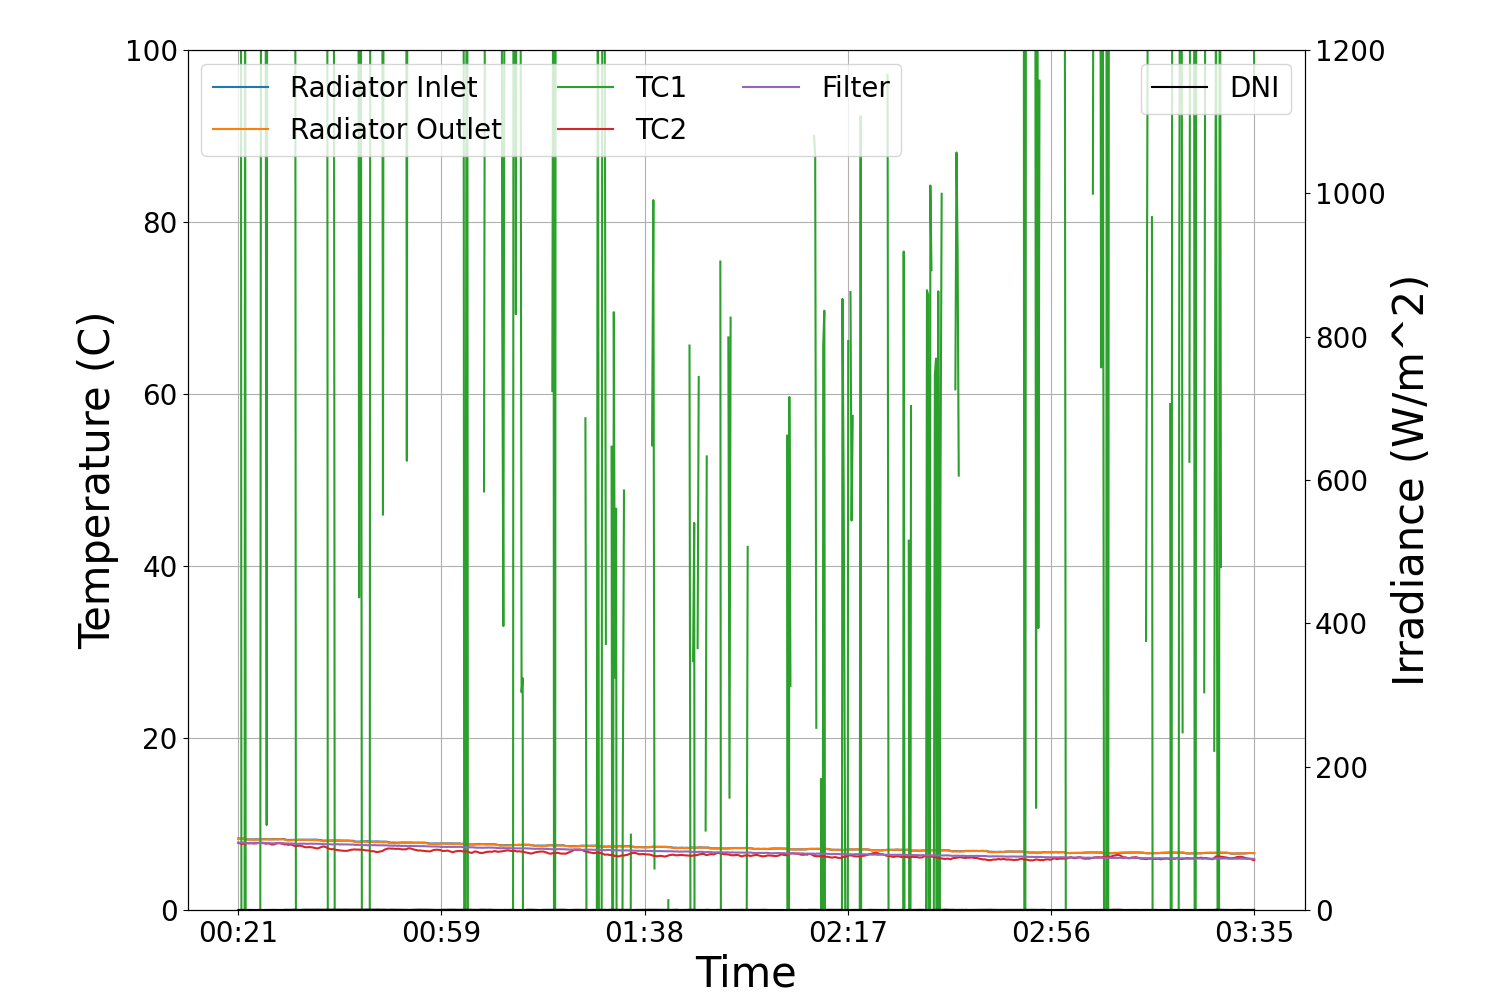 100
80
60
40
20
0
Temperature (C)
Radiator Inlet
Radiator Outlet
TC1
TC2
Filter
DNI
1200
1000
800
600
400
200
0
Irradiance (W/m^2)
00:21
00:59
01:38
02:17
02:56
03:35
Time